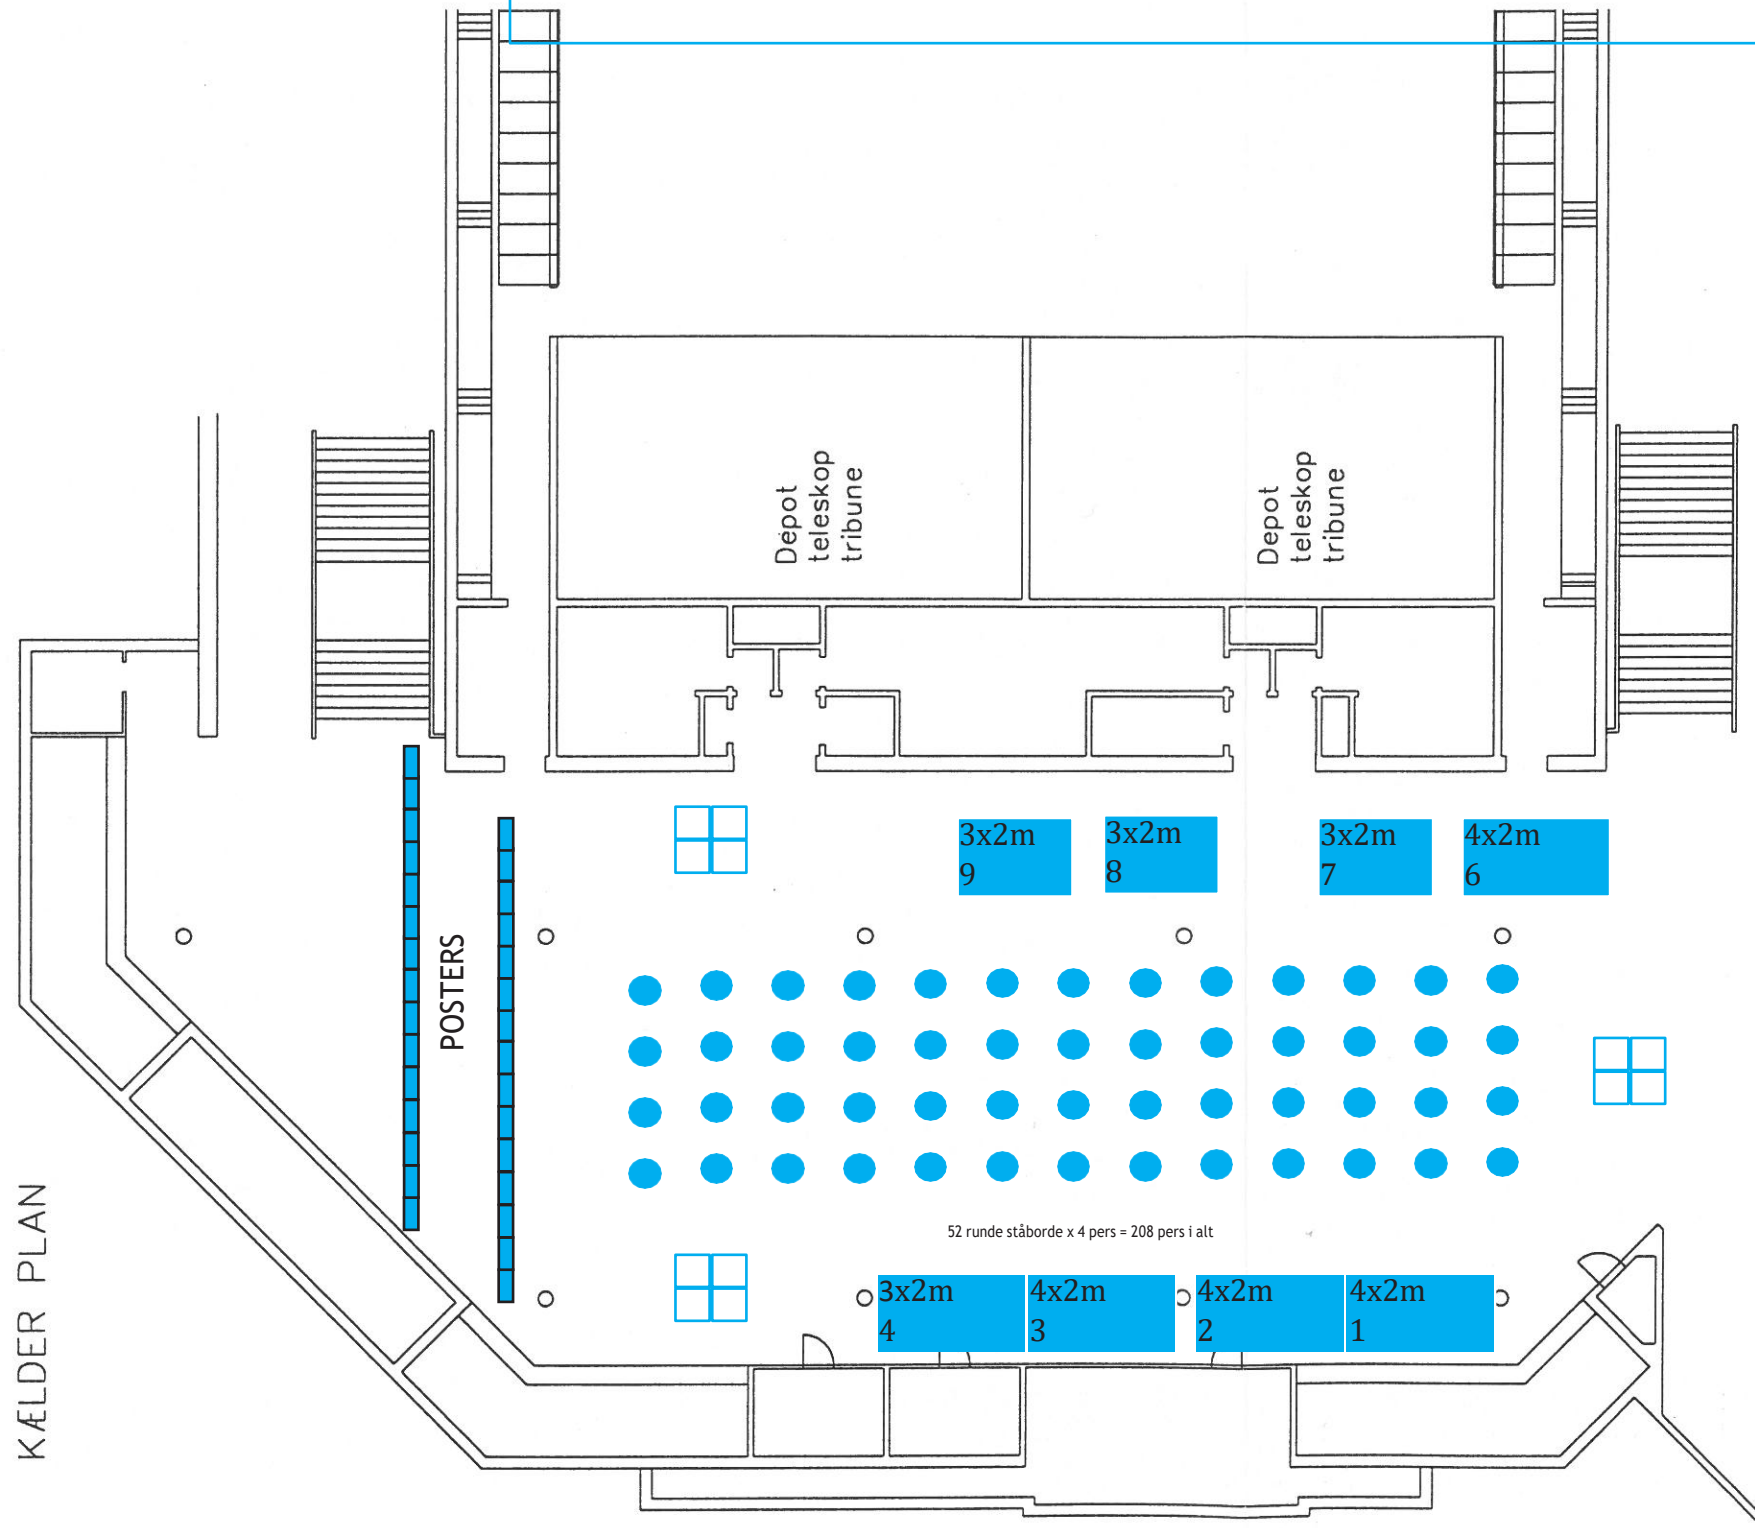 Depot
teleskop
tribune
Depot
teleskop
tribune
3x2m
9
3x2m
8
3x2m
7
4x2m
6
POSTERS
52 runde ståborde x 4 pers = 208 pers i alt
3x2m
4
4x2m
3
4x2m
2
4x2m
1
KÆLDER PLAN